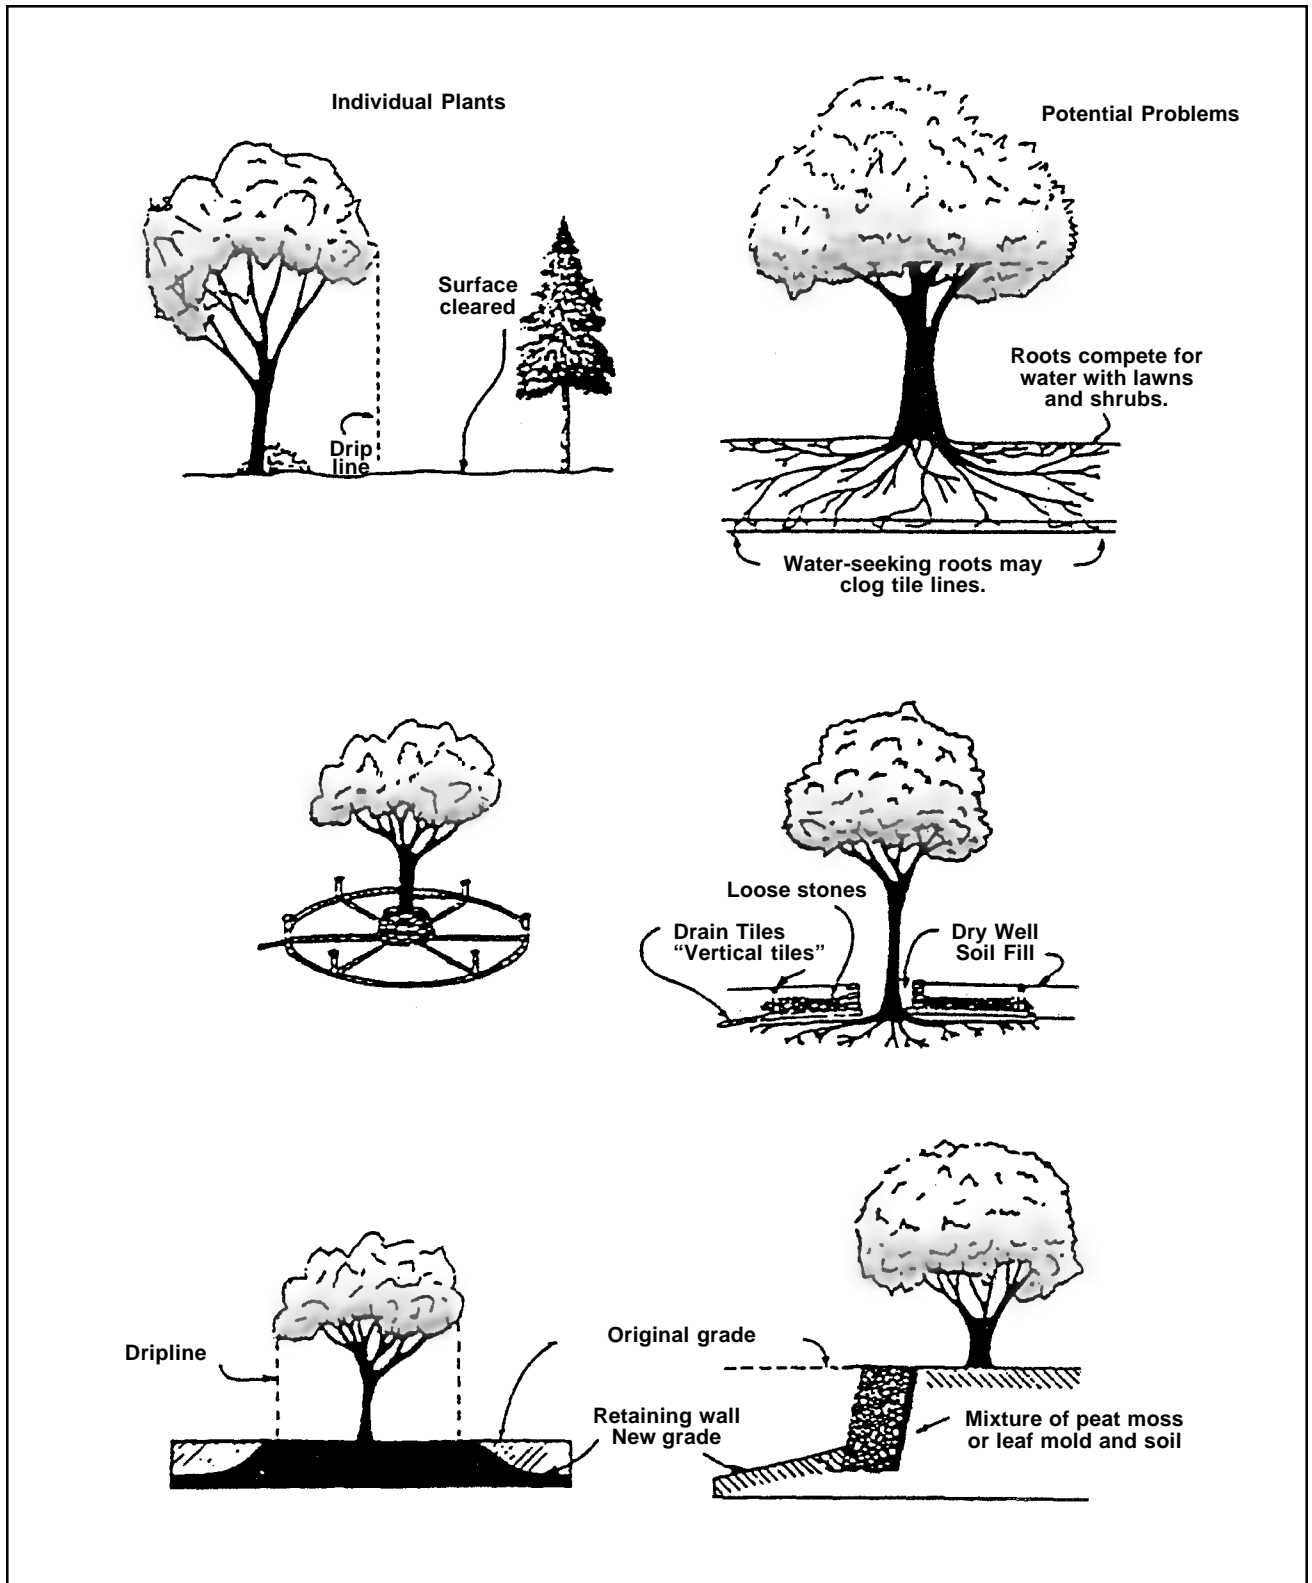 Individual Plants
Potential Problems
Surface
cleared
Drip
line
Roots compete for
water with lawns
and shrubs.
Water-seeking roots may
clog tile lines.
Loose stones
Drain Tiles
“Vertical tiles”
Dry Well
Soil Fill
Dripline
Original grade
Retaining wall
New grade
Mixture of peat moss
or leaf mold and soil